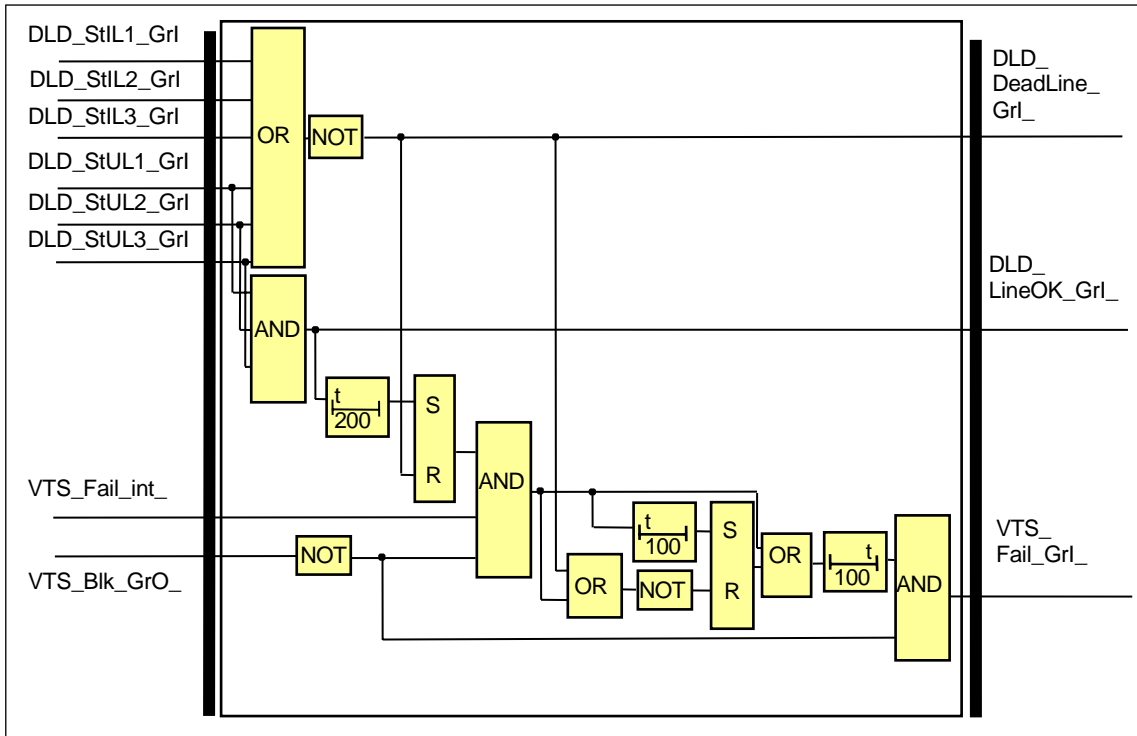 DLD_StIL1_GrI
DLD_StIL2_GrI
DLD_StIL3_GrI
DLD_StUL1_GrI
DLD_StUL2_GrI
DLD_StUL3_GrI
OR
NOT
DLD_
DeadLine_
GrI_
AND
DLD_
LineOK_GrI_
t
200
S
R
AND
VTS_Fail_int_
VTS_Blk_GrO_
NOT
t
100
OR
NOT
S
R
OR
t
100
AND
VTS_
Fail_GrI_